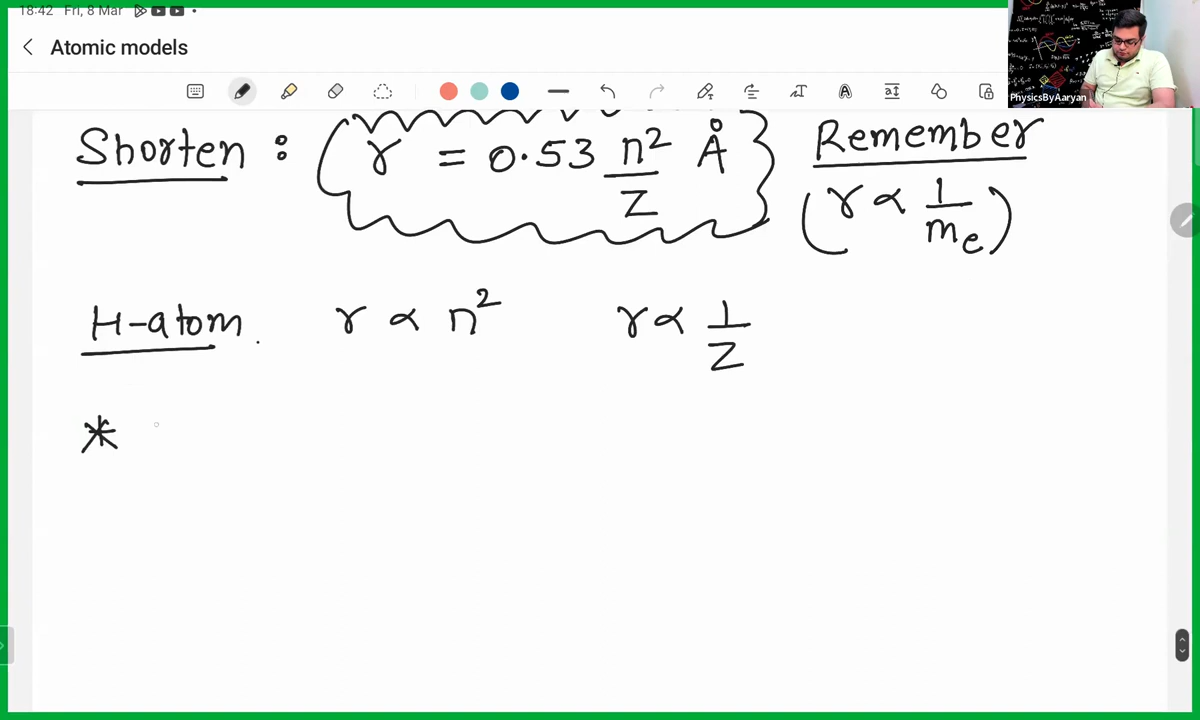 18:42 Fri, 8 Mar
Atomic models
PhysicsByAaryan
Shorten : ( r = 0.53 n²/Z Å } Remember
( r ∝ 1/mₑ )
H-atom. r ∝ n² r ∝ 1/Z
*